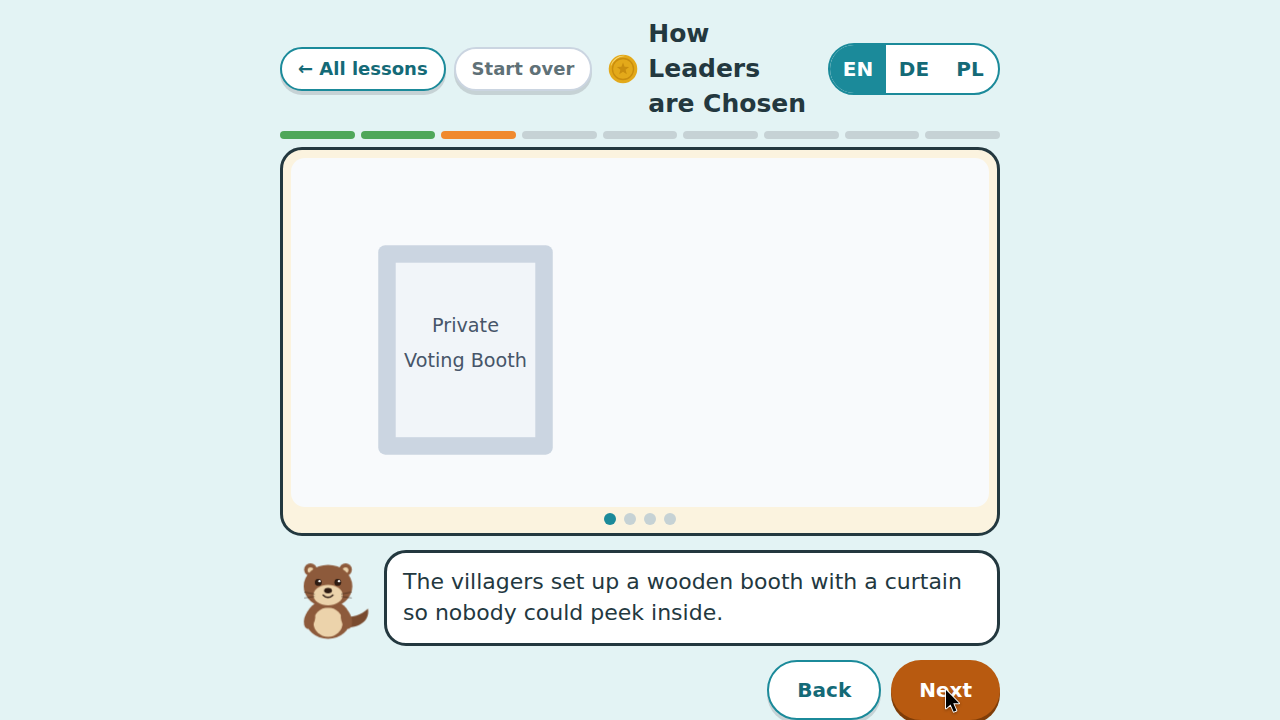 ← All lessons
Start over
How
Leaders
are Chosen
EN
DE
PL
Private
Voting Booth
The villagers set up a wooden booth with a curtain
so nobody could peek inside.
Back
Next